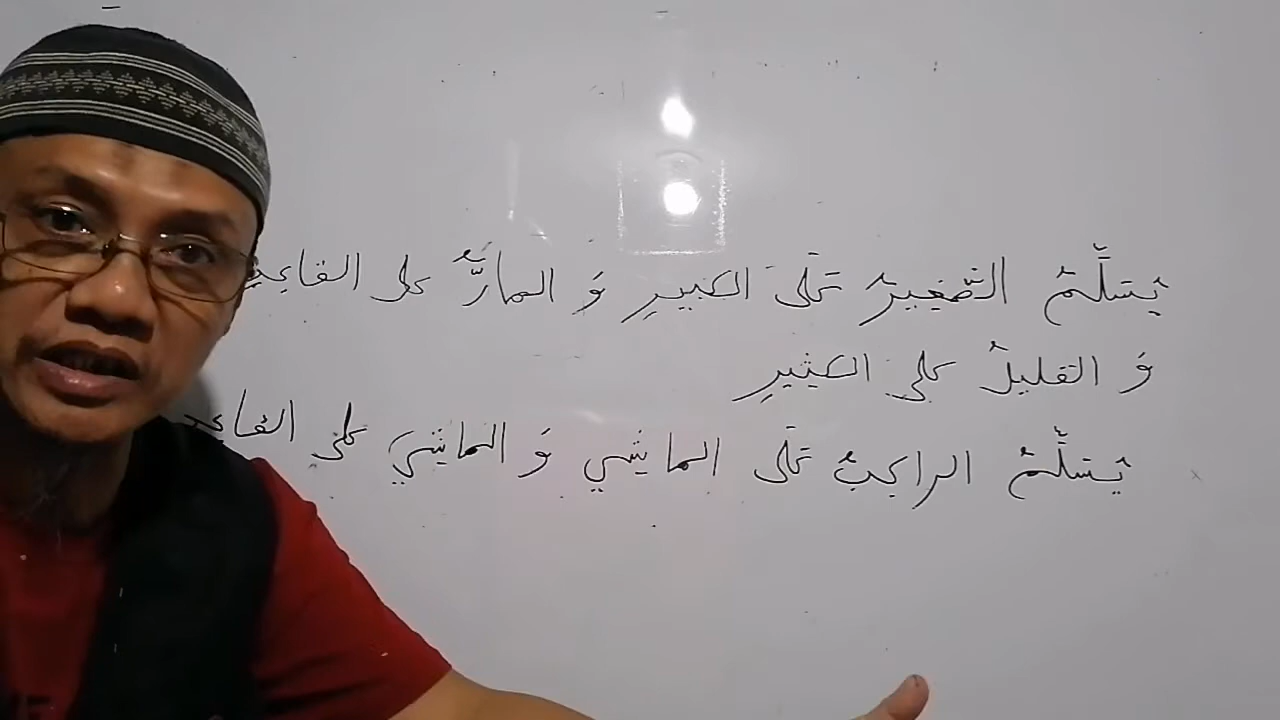 يُسَلِّمُ الصَّغِيرُ عَلَى الكَبِيرِ وَ المَارُّ على القَاعِدِ
وَ القَلِيلُ عَلَى الكَثِيرِ
يُسَلِّمُ الرَاكِبُ عَلَى المَاشِي وَ المَاشِي عَلَى القَاعِدِ